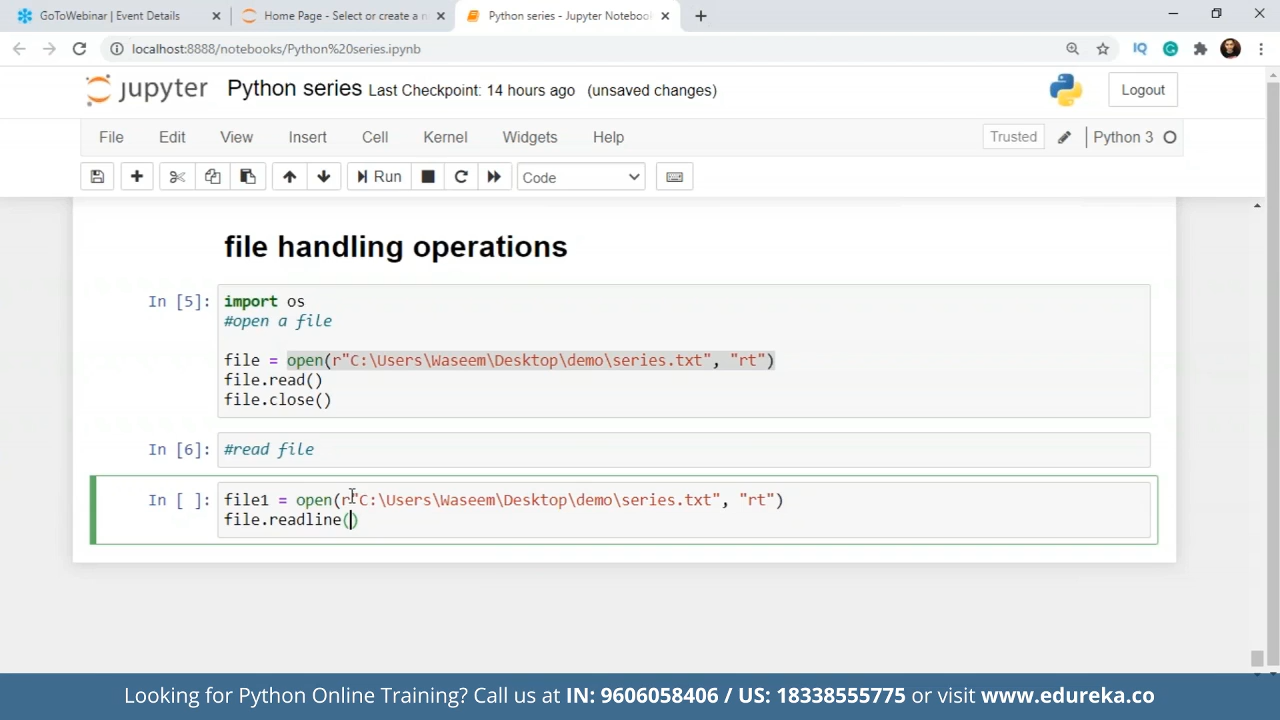 GoToWebinar | Event Details
Home Page - Select or create a n
Python series - Jupyter Notebook
localhost:8888/notebooks/Python%20series.ipynb
IQ
jupyter Python series Last Checkpoint: 14 hours ago (unsaved changes)
Logout
File Edit View Insert Cell Kernel Widgets Help
Trusted
Python 3
Run
Code
file handling operations
In [5]:
import os
#open a file
file = open(r"C:\Users\Waseem\Desktop\demo\series.txt", "rt")
file.read()
file.close()
In [6]:
#read file
In [ ]:
file1 = open(r"C:\Users\Waseem\Desktop\demo\series.txt", "rt")
file.readline()
Looking for Python Online Training? Call us at IN: 9606058406 / US: 18338555775 or visit www.edureka.co